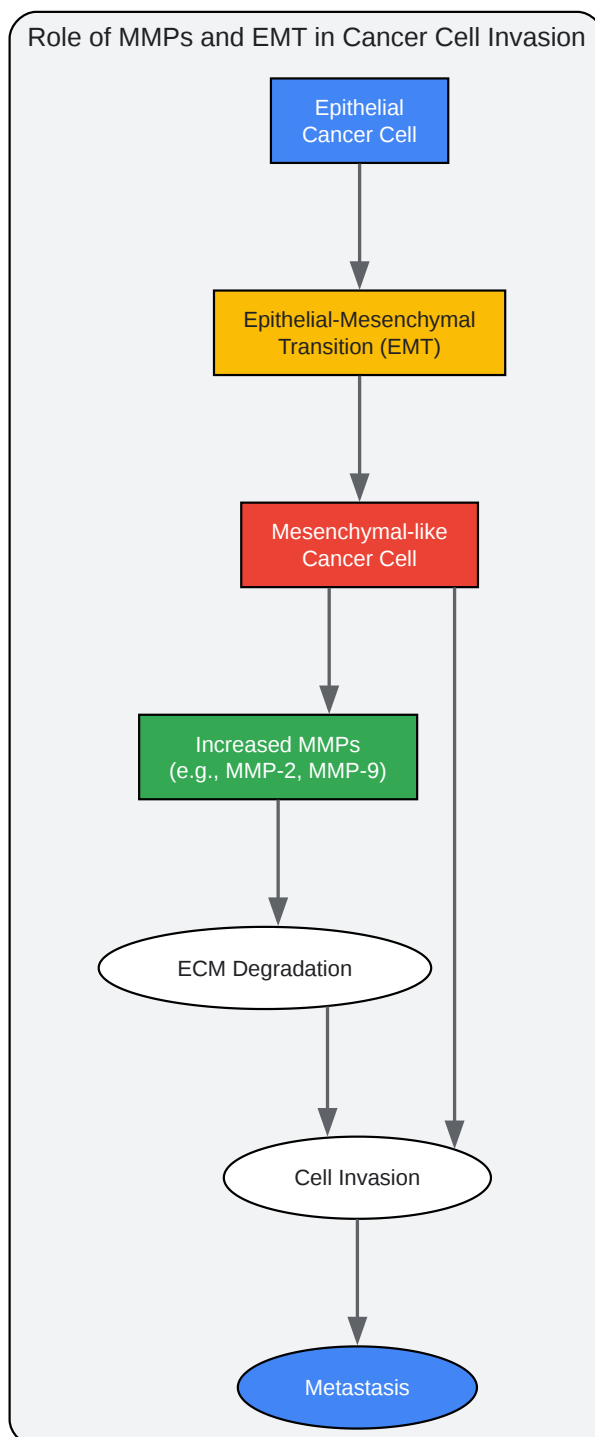 Role of MMPs and EMT in Cancer Cell Invasion
Epithelial
Cancer Cell
Epithelial-Mesenchymal
Transition (EMT)
Mesenchymal-like
Cancer Cell
Increased MMPs
(e.g., MMP-2, MMP-9)
ECM Degradation
Cell Invasion
Metastasis